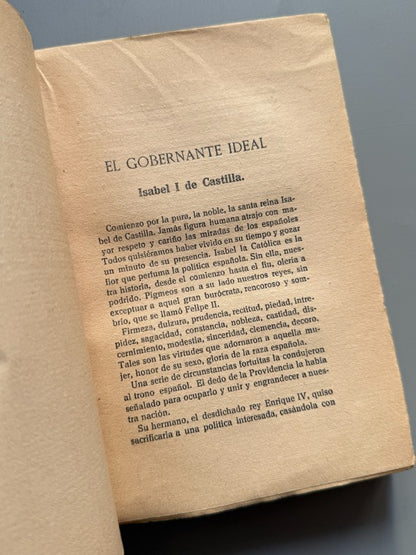 EL GOBERNANTE IDEAL
Isabel I de Castilla.
Comienzo por la pura, la noble, la santa reina Isa-
bel de Castilla. Jamás figura humana atrajo con ma-
yor respeto y cariño las miradas de los españoles
Todos quisiéramos haber vivido en su tiempo y gozar
un minuto de su presencia. Isabel la Católica es la
flor que perfuma la política española. Sin ella, nues-
tra historia, desde el comienzo hasta el fin, olería a
podrido. Pigmeos son a su lado nuestros reyes, sin
exceptuar a aquel gran burócrata, rencoroso y som-
brío, que se llamó Felipe II.
Firmeza, dulzura, prudencia, rectitud, piedad, intre-
pidez, sagacidad, constancia, nobleza, castidad, dis-
cernimiento, modestia, sinceridad, clemencia, decoro.
Tales son las virtudes que adornaron a aquella mu-
jer, honor de su sexo, gloria de la raza española.
Una serie de circunstancias fortuitas la condujeron
al trono español. El dedo de la Providencia la había
señalado para ocuparlo y unir y engrandecer a nues-
tra nación.
Su hermano, el desdichado rey Enrique IV, quiso
sacrificarla a una política interesada, casándola con